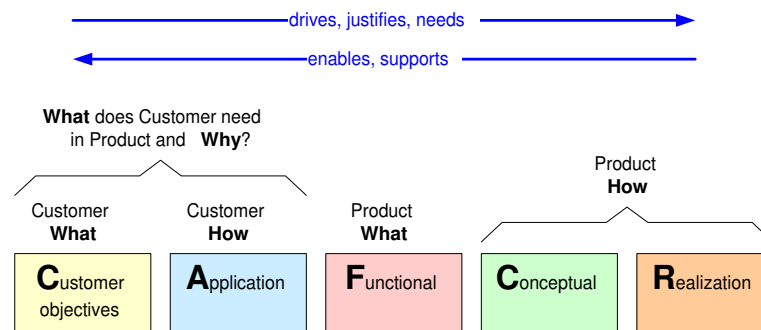 drives, justifies, needs
enables, supports
What does Customer need
in Product and Why?
Product
How
Customer
What
Customer
How
Product
What
Customer
objectives
Application
Functional
Conceptual
Realization